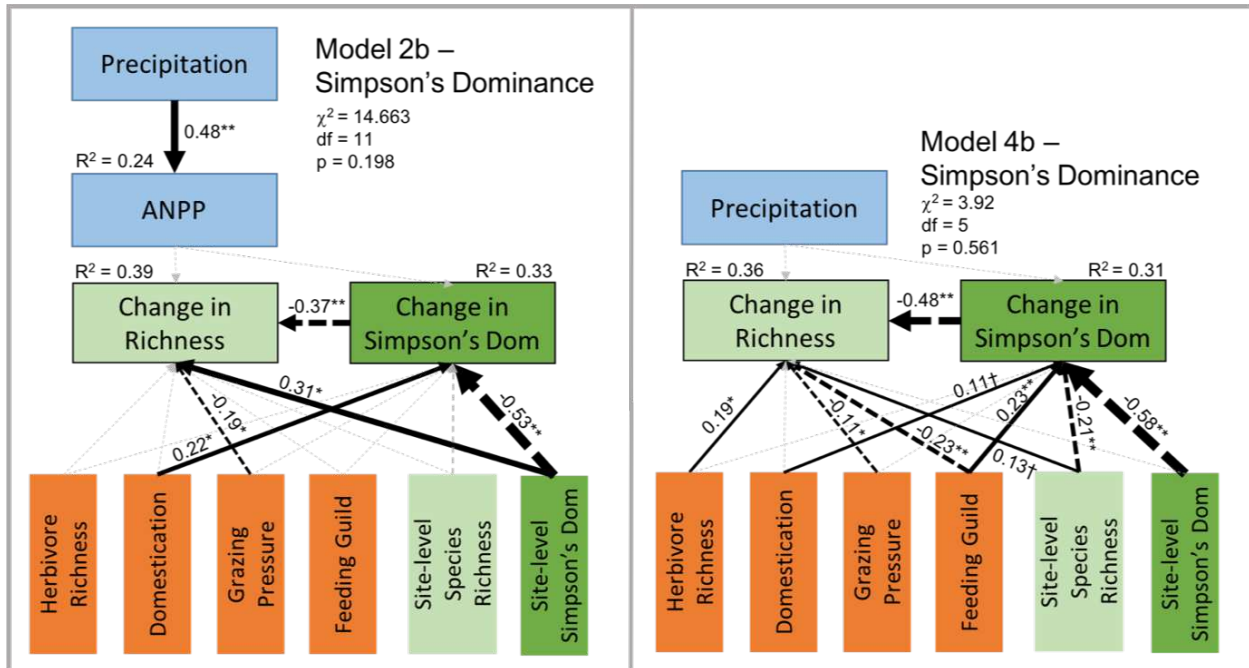 Precipitation
Model 2b –
Simpson's Dominance
χ² = 14.663
df = 11
p = 0.198
0.48**
R² = 0.24
ANPP
R² = 0.39
R² = 0.33
Change in
Richness
-0.37**
Change in
Simpson's Dom
0.31*
-0.19*
-0.53**
0.22*
Herbivore
Richness
Domestication
Grazing
Pressure
Feeding Guild
Site-level
Species
Richness
Site-level
Simpson's Dom
Model 4b –
Simpson's Dominance
χ² = 3.92
df = 5
p = 0.561
Precipitation
R² = 0.36
R² = 0.31
Change in
Richness
-0.48**
Change in
Simpson's Dom
0.19*
-0.11*
-0.23**
0.11†
0.23**
-0.21**
-0.58**
0.13†
Herbivore
Richness
Domestication
Grazing
Pressure
Feeding Guild
Site-level
Species
Richness
Site-level
Simpson's Dom